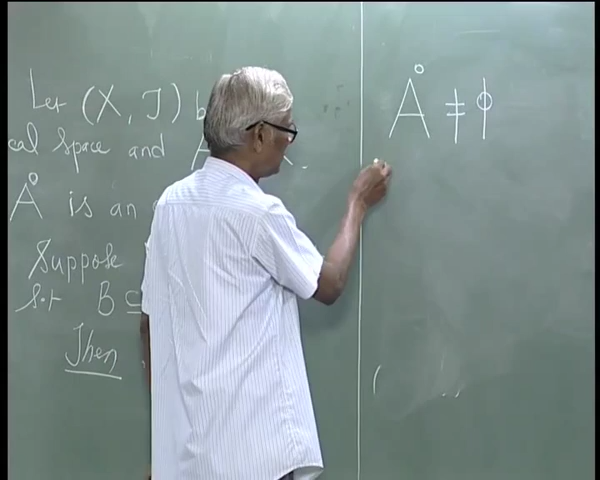 Let (X, J) b
cal space and A
Å is an
Suppose
s.t B ⊆
Then
Å ≠ ϕ